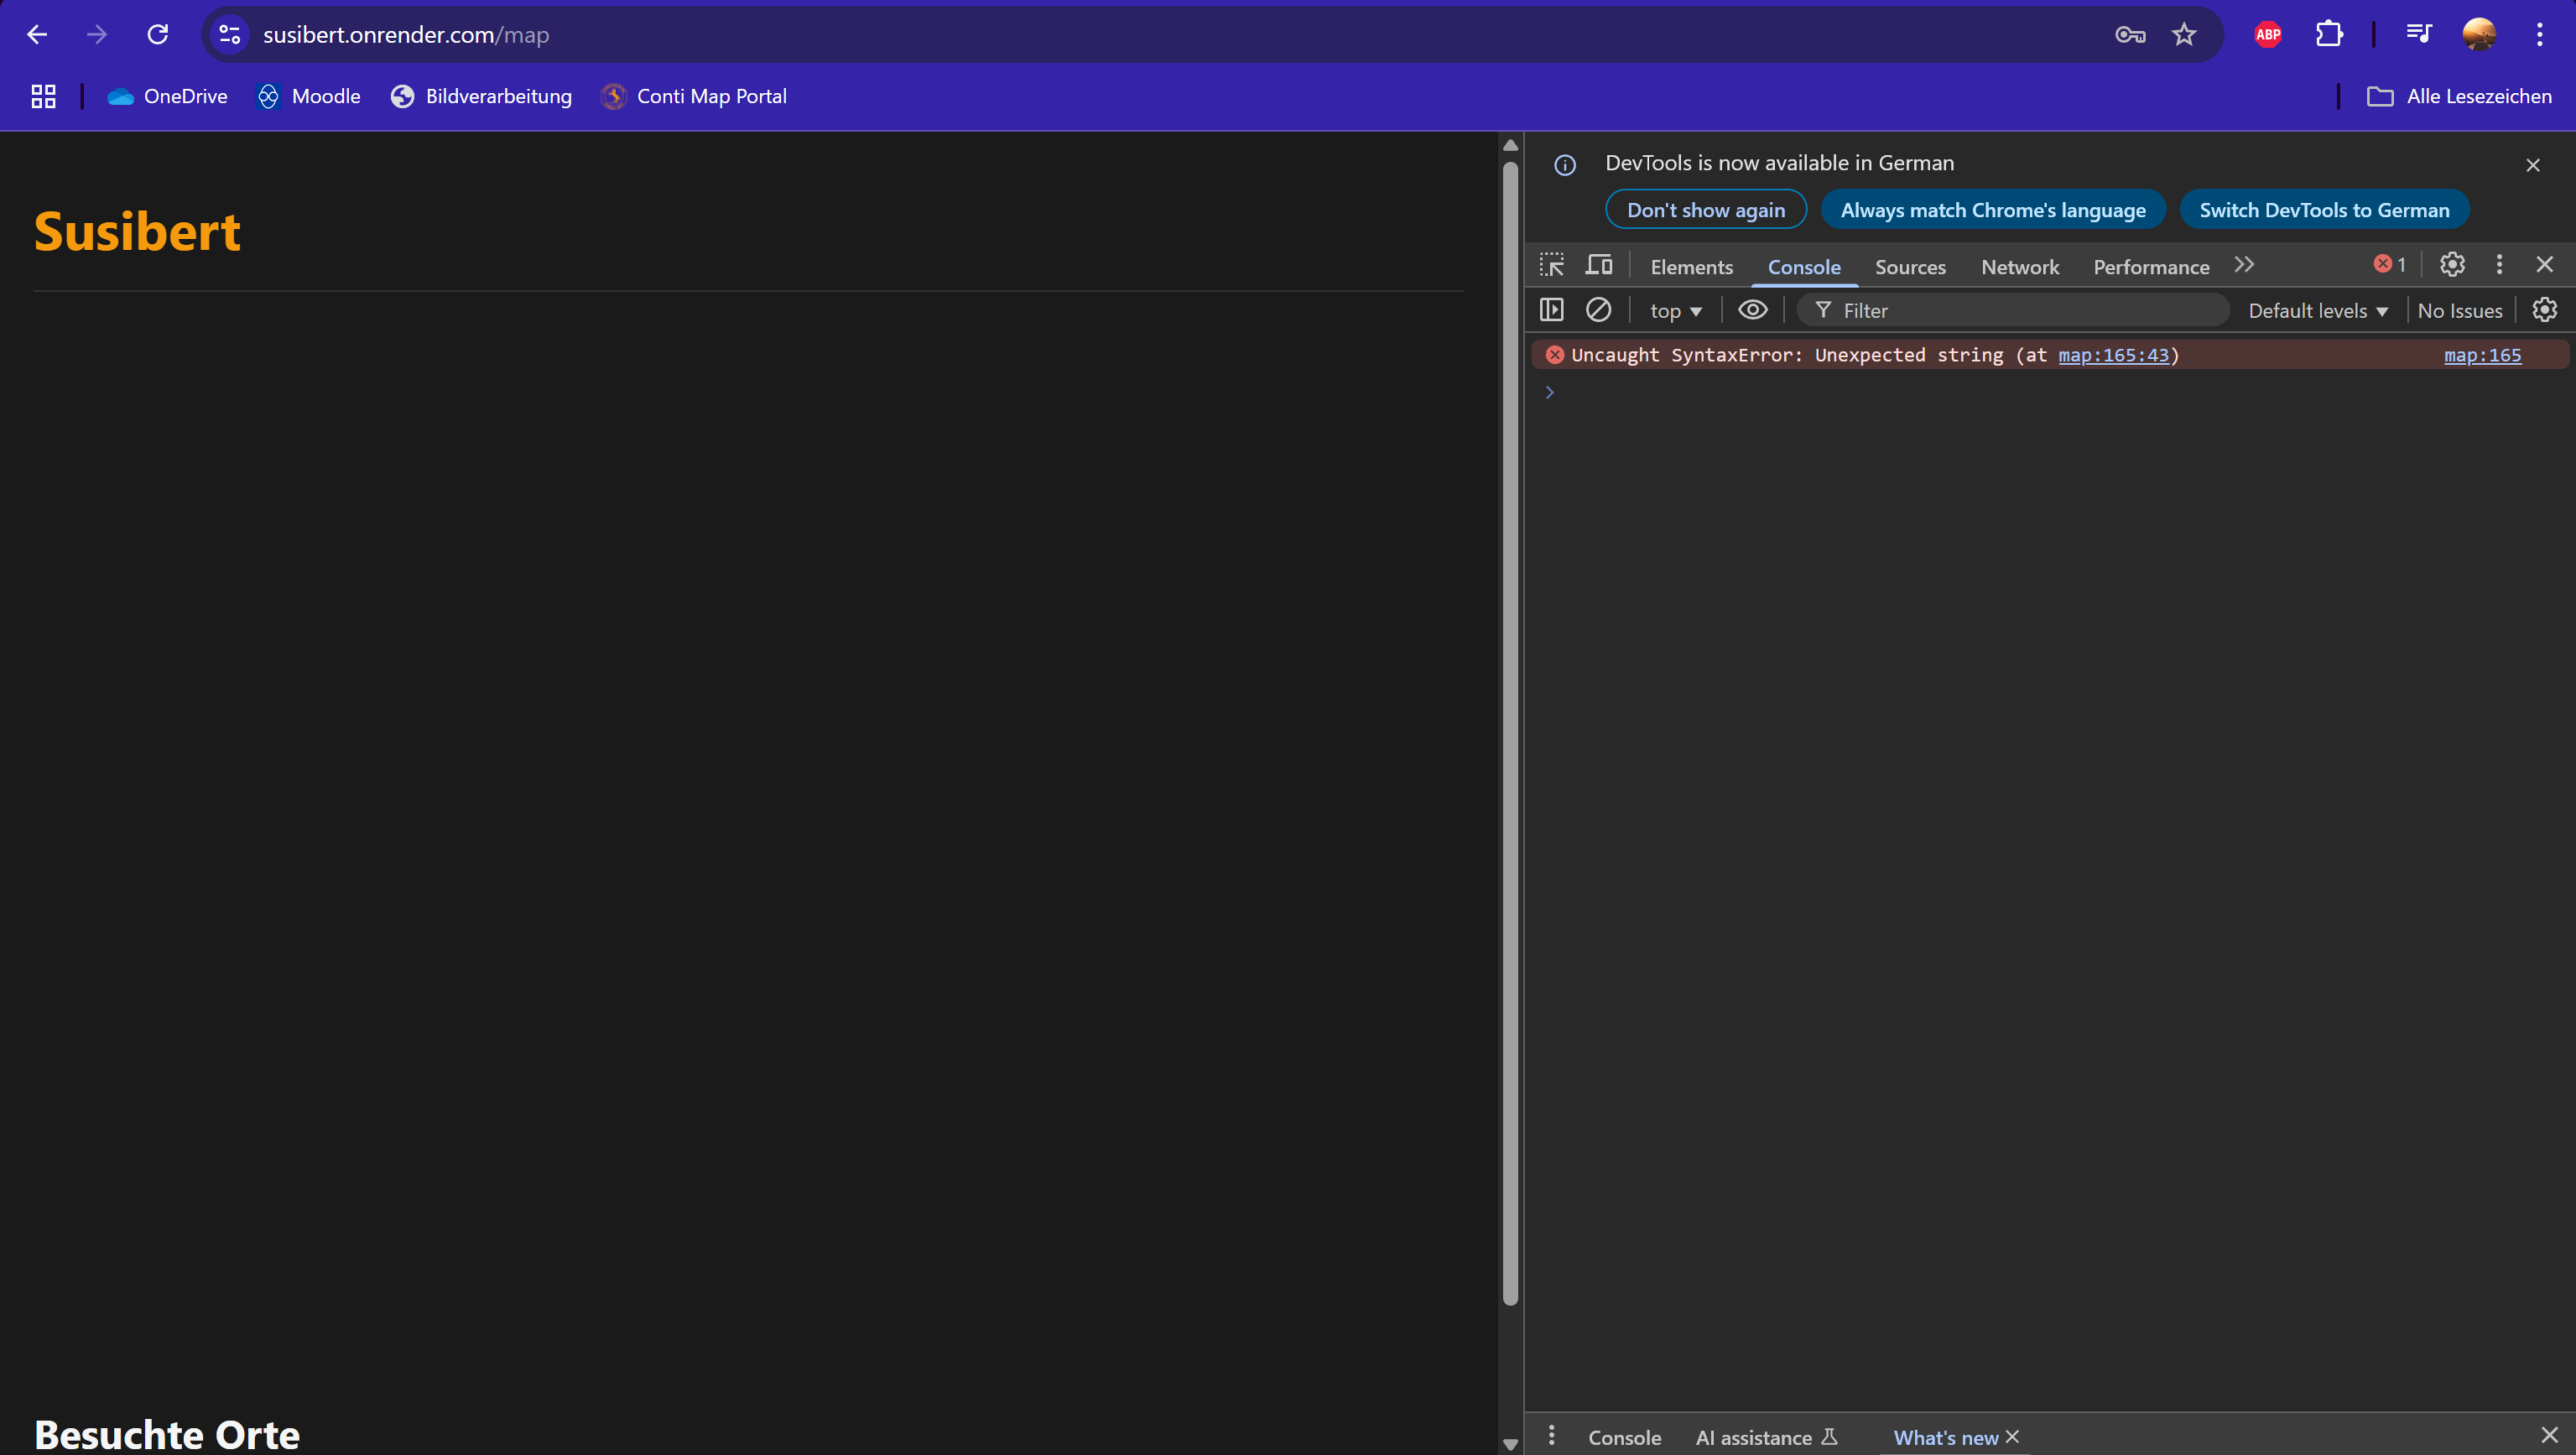 susibert.onrender.com/map
ABP
OneDrive
Moodle
Bildverarbeitung
Conti Map Portal
Alle Lesezeichen
Susibert
Besuchte Orte
DevTools is now available in German
Don't show again
Always match Chrome's language
Switch DevTools to German
Elements
Console
Sources
Network
Performance
1
top
Filter
Default levels
No Issues
Uncaught SyntaxError: Unexpected string (at map:165:43)
map:165
Console
AI assistance
What's new